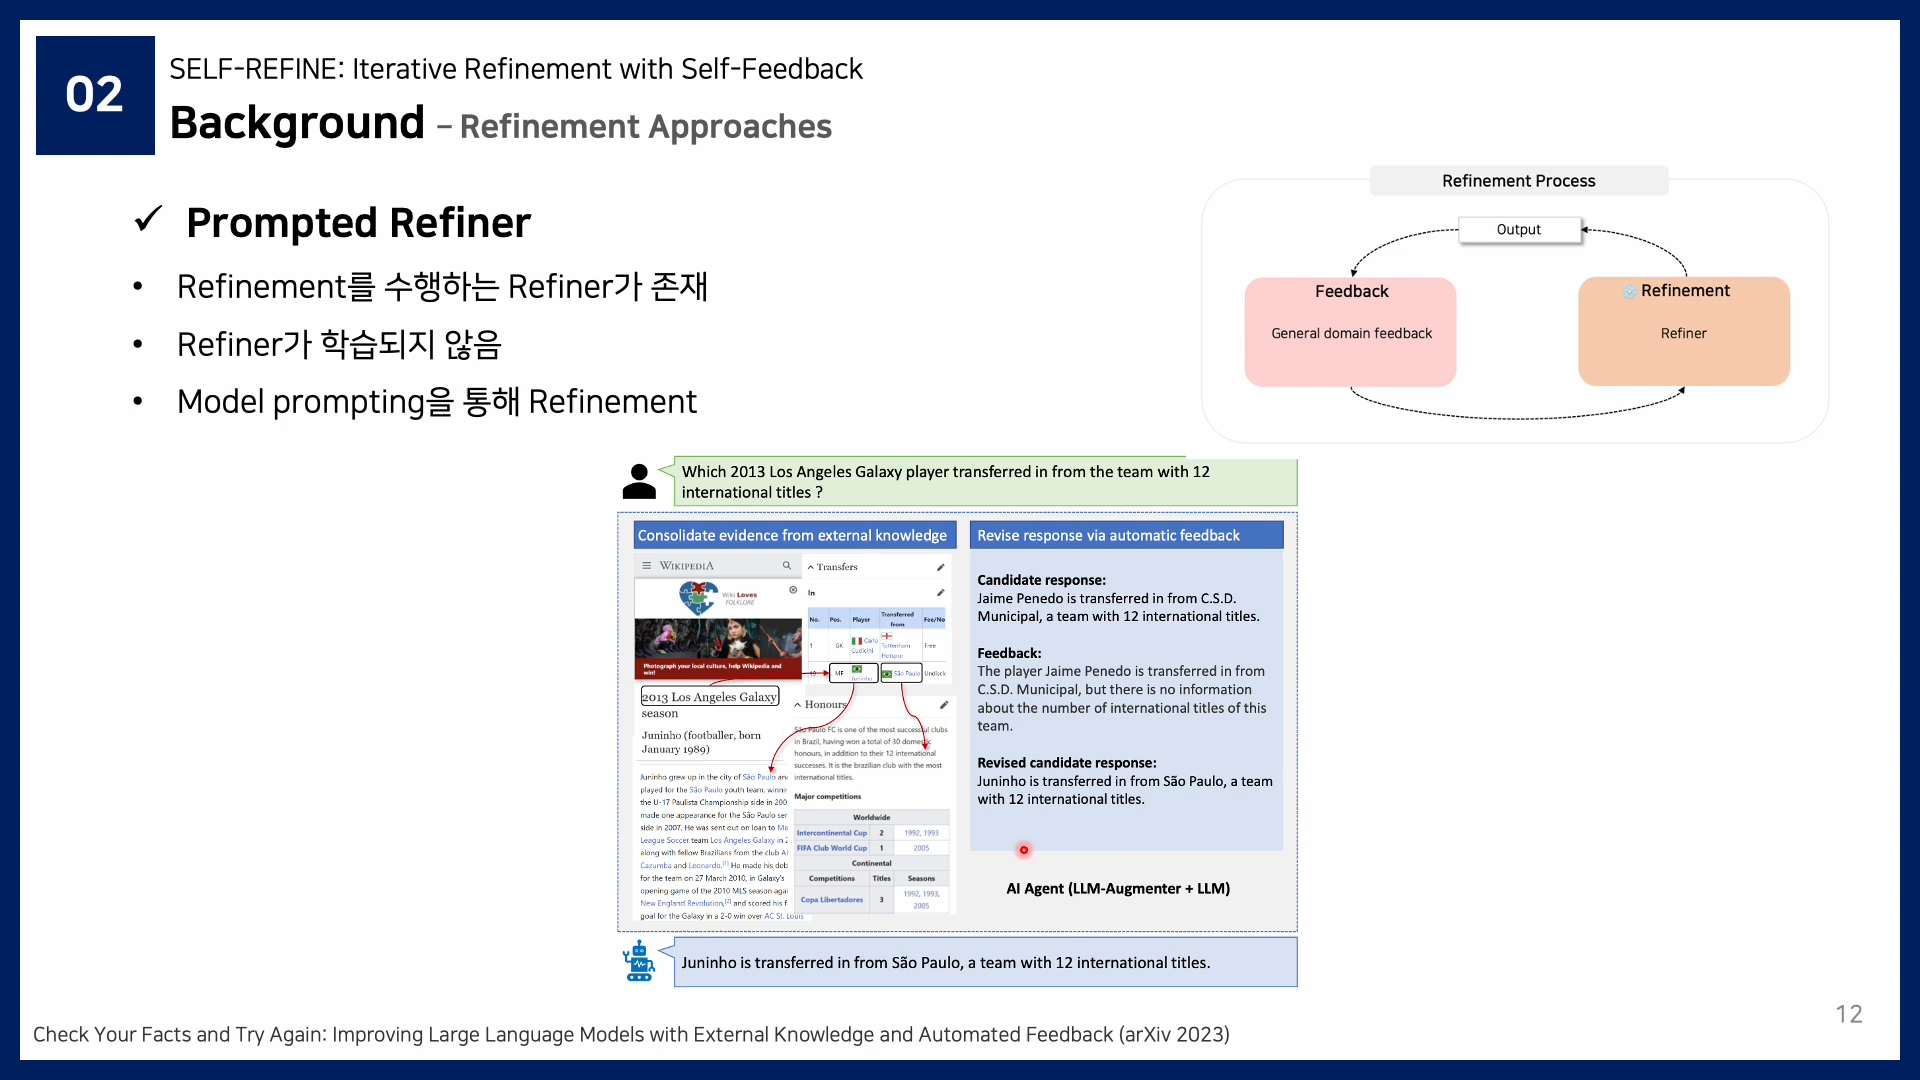 02
SELF-REFINE: Iterative Refinement with Self-Feedback
Background – Refinement Approaches
✓ Prompted Refiner
• Refinement를 수행하는 Refiner가 존재
• Refiner가 학습되지 않음
• Model prompting을 통해 Refinement
Refinement Process
Output
Feedback
General domain feedback
Refinement
Refiner
Which 2013 Los Angeles Galaxy player transferred in from the team with 12
international titles ?
Consolidate evidence from external knowledge
WIKIPEDIA
Wiki Loves
FOLKLORE
Photograph your local culture, help Wikipedia and
win!
2013 Los Angeles Galaxy
season
Juninho (footballer, born
January 1989)
Juninho grew up in the city of São Paulo an
played for the São Paulo youth team, winnin
the U-17 Paulista Championship side in 200
made one appearance for the São Paulo ser
side in 2007. He was sent out on loan to Ma
League Soccer team Los Angeles Galaxy in 2
along with fellow Brazilians from the club Al
Cazumba and Leonardo.[1] He made his deb
for the team on 27 March 2010, in Galaxy's
opening game of the 2010 MLS season agai
New England Revolution,[2] and scored his f
goal for the Galaxy in a 2-0 win over AC St. Louis
Transfers
In
No. Pos. Player Transferred from Fee/No
1 GK Carlo Cudicini Tottenham Hotspur Free
19 MF Juninho São Paulo Undisck
Honours
São Paulo FC is one of the most successful clubs
in Brazil, having won a total of 30 domestic
honours, in addition to their 12 international
successes. It is the brazilian club with the most
international titles.
Major competitions
Worldwide
Intercontinental Cup 2 1992, 1993
FIFA Club World Cup 1 2005
Continental
Competitions Titles Seasons
Copa Libertadores 3 1992, 1993, 2005
Revise response via automatic feedback
Candidate response:
Jaime Penedo is transferred in from C.S.D.
Municipal, a team with 12 international titles.
Feedback:
The player Jaime Penedo is transferred in from
C.S.D. Municipal, but there is no information
about the number of international titles of this
team.
Revised candidate response:
Juninho is transferred in from São Paulo, a team
with 12 international titles.
AI Agent (LLM-Augmenter + LLM)
Juninho is transferred in from São Paulo, a team with 12 international titles.
12
Check Your Facts and Try Again: Improving Large Language Models with External Knowledge and Automated Feedback (arXiv 2023)